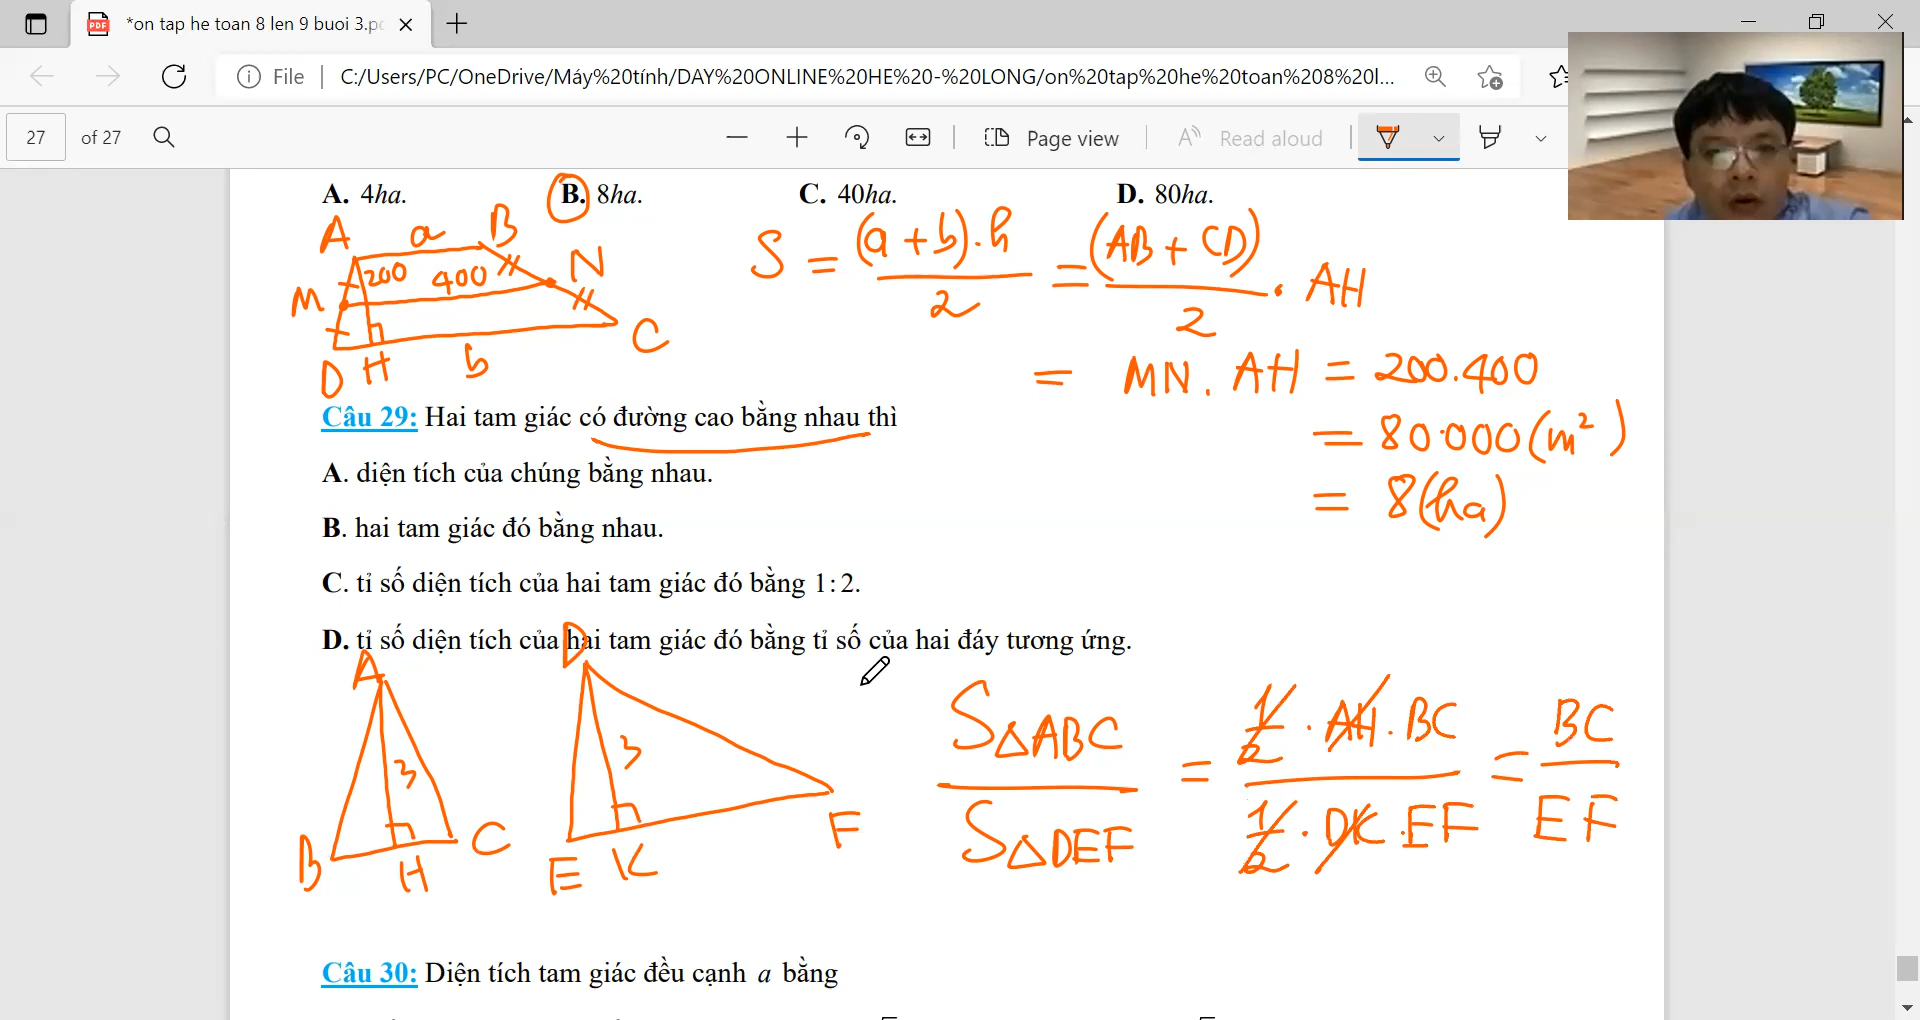 *on tap he toan 8 len 9 buoi 3.pd
File
C:/Users/PC/OneDrive/Máy%20tính/DAY%20ONLINE%20HE%20-%20LONG/on%20tap%20he%20toan%208%20l...
27 of 27
Page view
Read aloud
A. 4ha. B. 8ha. C. 40ha. D. 80ha.
A a B
200 400 N
M
D H b C
S = (a + b).h / 2 = (AB + CD) / 2 . AH
= MN. AH = 200.400
= 80.000 (m²)
= 8(ha)
Câu 29: Hai tam giác có đường cao bằng nhau thì
A. diện tích của chúng bằng nhau.
B. hai tam giác đó bằng nhau.
C. tỉ số diện tích của hai tam giác đó bằng 1:2.
D. tỉ số diện tích của hai tam giác đó bằng tỉ số của hai đáy tương ứng.
A 3 B H C
D 3 E K F
S△ABC / S△DEF = 1/2 . AH . BC / 1/2 . DK . EF = BC / EF
Câu 30: Diện tích tam giác đều cạnh a bằng